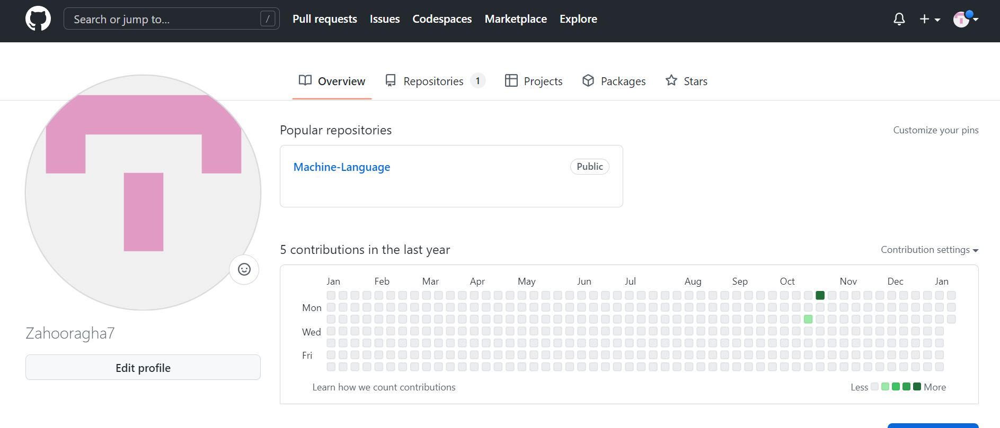 Search or jump to... / Pull requests Issues Codespaces Marketplace Explore
Overview Repositories 1 Projects Packages Stars
Popular repositories Customize your pins
Machine-Language Public
5 contributions in the last year Contribution settings
Jan Feb Mar Apr May Jun Jul Aug Sep Oct Nov Dec Jan
Mon
Wed
Fri
Learn how we count contributions Less More
Zahooragha7
Edit profile